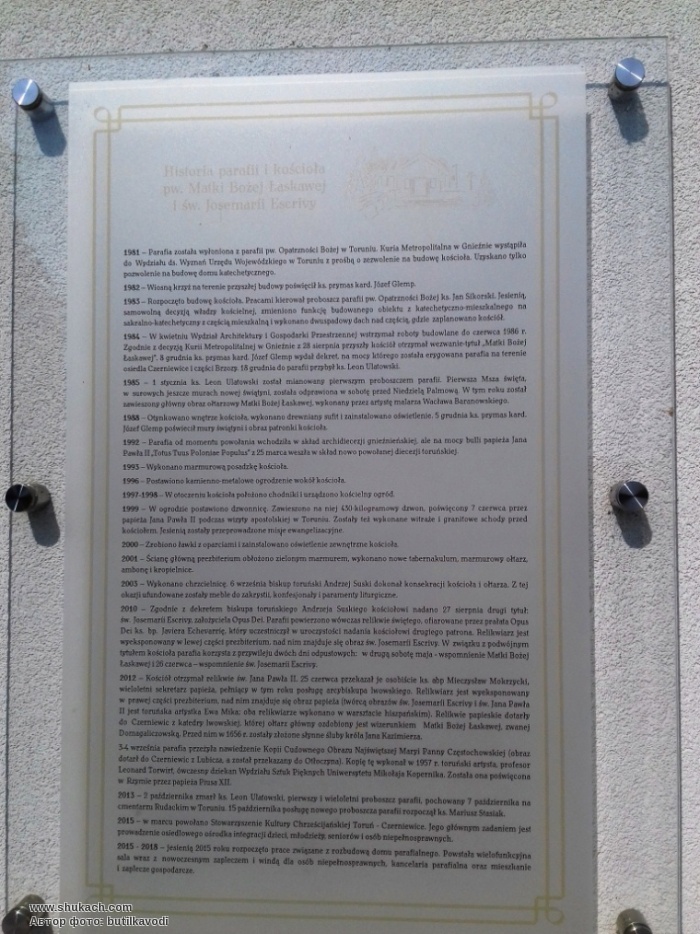 Historia parafii i kościoła
pw. Matki Bożej Łaskawej
i św. Josemarii Escrivy
1981 – Parafia została wyłoniona z parafii pw. Opatrzności Bożej w Toruniu. Kuria Metropolitalna w Gnieźnie wystąpiła
do Wydziału ds. Wyznań Urzędu Wojewódzkiego w Toruniu z prośbą o zezwolenie na budowę kościoła. Uzyskano tylko
pozwolenie na budowę domu katechetycznego.
1982 – Wiosną krzyż na terenie przyszłej budowy poświęcił ks. prymas kard. Józef Glemp.
1983 – Rozpoczęto budowę kościoła. Pracami kierował proboszcz parafii pw. Opatrzności Bożej ks. Jan Sikorski. Jesienią,
samowolną decyzją władzy kościelnej, zmieniono funkcję budowanego obiektu z katechetyczno-mieszkalnego na
sakralno-katechetyczny z częścią mieszkalną i wykonano dwuspadowy dach nad częścią, gdzie zaplanowano kościół.
1984 – W kwietniu Wydział Architektury i Gospodarki Przestrzennej wstrzymał roboty budowlane do czerwca 1986 r.
Zgodnie z decyzją Kurii Metropolitalnej w Gnieźnie z 28 sierpnia przyszły kościół otrzymał wezwanie-tytuł „Matki Bożej
Łaskawej". 8 grudnia ks. prymas kard. Józef Glemp wydał dekret, na mocy którego została erygowana parafia na terenie
osiedla Czerniewice i części Brzozy. 18 grudnia do parafii przybył ks. Leon Ulatowski.
1985 – 1 stycznia ks. Leon Ulatowski został mianowany pierwszym proboszczem parafii. Pierwsza Msza święta,
w surowych jeszcze murach nowej świątyni, została odprawiona w sobotę przed Niedzielą Palmową. W tym roku został
zawieszony główny obraz ołtarzowy Matki Bożej Łaskawej, wykonany przez artystę malarza Wacława Baranowskiego.
1988 – Otynkowano wnętrze kościoła, wykonano drewniany sufit i zainstalowano oświetlenie. 5 grudnia ks. prymas kard.
Józef Glemp poświęcił mury świątyni i obraz patronki kościoła.
1992 – Parafia od momentu powołania wchodziła w skład archidiecezji gnieźnieńskiej, ale na mocy bulli papieża Jana
Pawła II „Totus Tuus Poloniae Populus" z 25 marca weszła w skład nowo powołanej diecezji toruńskiej.
1993 – Wykonano marmurową posadzkę kościoła.
1996 – Postawiono kamienno-metalowe ogrodzenie wokół kościoła.
1997-1998 – W otoczeniu kościoła położono chodniki i urządzono kościelny ogród.
1999 – W ogrodzie postawiono dzwonnicę. Zawieszono na niej 430 kilogramowy dzwon, poświęcony 7 czerwca przez
papieża Jana Pawła II podczas wizyty apostolskiej w Toruniu. Zostały też wykonane witraże i granitowe schody przed
kościołem. Jesienią zostały przeprowadzone misje ewangelizacyjne.
2000 – Zrobiono ławki z oparciami i zainstalowano oświetlenie zewnętrzne kościoła.
2001 – Ścianę główną prezbiterium obłożono zielonym marmurem, wykonano nowe tabernakulum, marmurowy ołtarz,
ambonę i kropielnice.
2003 – Wykonano chrzcielnicę. 6 września biskup toruński Andrzej Suski dokonał konsekracji kościoła i ołtarza. Z tej
okazji ufundowane zostały meble do zakrystii, konfesjonały i paramenty liturgiczne.
2010 – Zgodnie z dekretem biskupa toruńskiego Andrzeja Suskiego kościołowi nadano 27 sierpnia drugi tytuł:
św. Josemarii Escrivy, założyciela Opus Dei. Parafii powierzono wówczas relikwie świętego, ofiarowane przez prałata Opus
Dei ks. bp. Javiera Echevarrię, który uczestniczył w uroczystości nadania kościołowi drugiego patrona. Relikwiarz jest
wyeksponowany w lewej części prezbiterium, nad nim znajduje się obraz św. Josemarii Escrivy. W związku z podwójnym
tytułem kościoła parafia korzysta z przywileju dwóch dni odpustowych: w drugą sobotę maja - wspomnienie Matki Bożej
Łaskawej i 26 czerwca – wspomnienie św. Josemarii Escrivy.
2012 – Kościół otrzymał relikwie św. Jana Pawła II. 25 czerwca przekazał je osobiście ks. abp Mieczysław Mokrzycki,
wieloletni sekretarz papieża, pełniący w tym roku posługę arcybiskupa lwowskiego. Relikwiarz jest wyeksponowany
w prawej części prezbiterium, nad nim znajduje się obraz papieża (twórcą obrazów św. Josemarii Escrivy i św. Jana Pawła
II jest toruńska artystka Ewa Mika; oba relikwiarze wykonano w warsztacie hiszpańskim). Relikwie papieskie dotarły
do Czerniewic z katedry lwowskiej, której ołtarz główny ozdobiony jest wizerunkiem Matki Bożej Łaskawej, zwanej
Domagaliczowską. Przed nim w 1656 r. zostały złożone słynne śluby króla Jana Kazimierza.
3-4 września parafia przeżyła nawiedzenie Kopii Cudownego Obrazu Najświętszej Maryi Panny Częstochowskiej (obraz
dotarł do Czerniewic z Lubicza, a został przekazany do Otłoczyna). Kopię tę wykonał w 1957 r. toruński artysta, profesor
Leonard Torwirt, ówczesny dziekan Wydziału Sztuk Pięknych Uniwersytetu Mikołaja Kopernika. Została ona poświęcona
w Rzymie przez papieża Piusa XII.
2013 – 2 października zmarł ks. Leon Ulatowski, pierwszy i wieloletni proboszcz parafii, pochowany 7 października na
cmentarzu Rudackim w Toruniu. 15 października posługę nowego proboszcza parafii rozpoczął ks. Mariusz Stasiak.
2015 – w marcu powołano Stowarzyszenie Kultury Chrześcijańskiej Toruń - Czerniewice. Jego głównym zadaniem jest
prowadzenie osiedlowego ośrodka integracji dzieci, młodzieży, seniorów i osób niepełnosprawnych.
2015 - 2018 – jesienią 2015 roku rozpoczęto prace związane z rozbudową domu parafialnego. Powstała wielofunkcyjna
sala wraz z nowoczesnym zapleczem i windą dla osób niepełnosprawnych, kancelaria parafialna oraz mieszkanie
i zaplecze gospodarcze.
www.shukach.com
Автор фото: butilkavodi